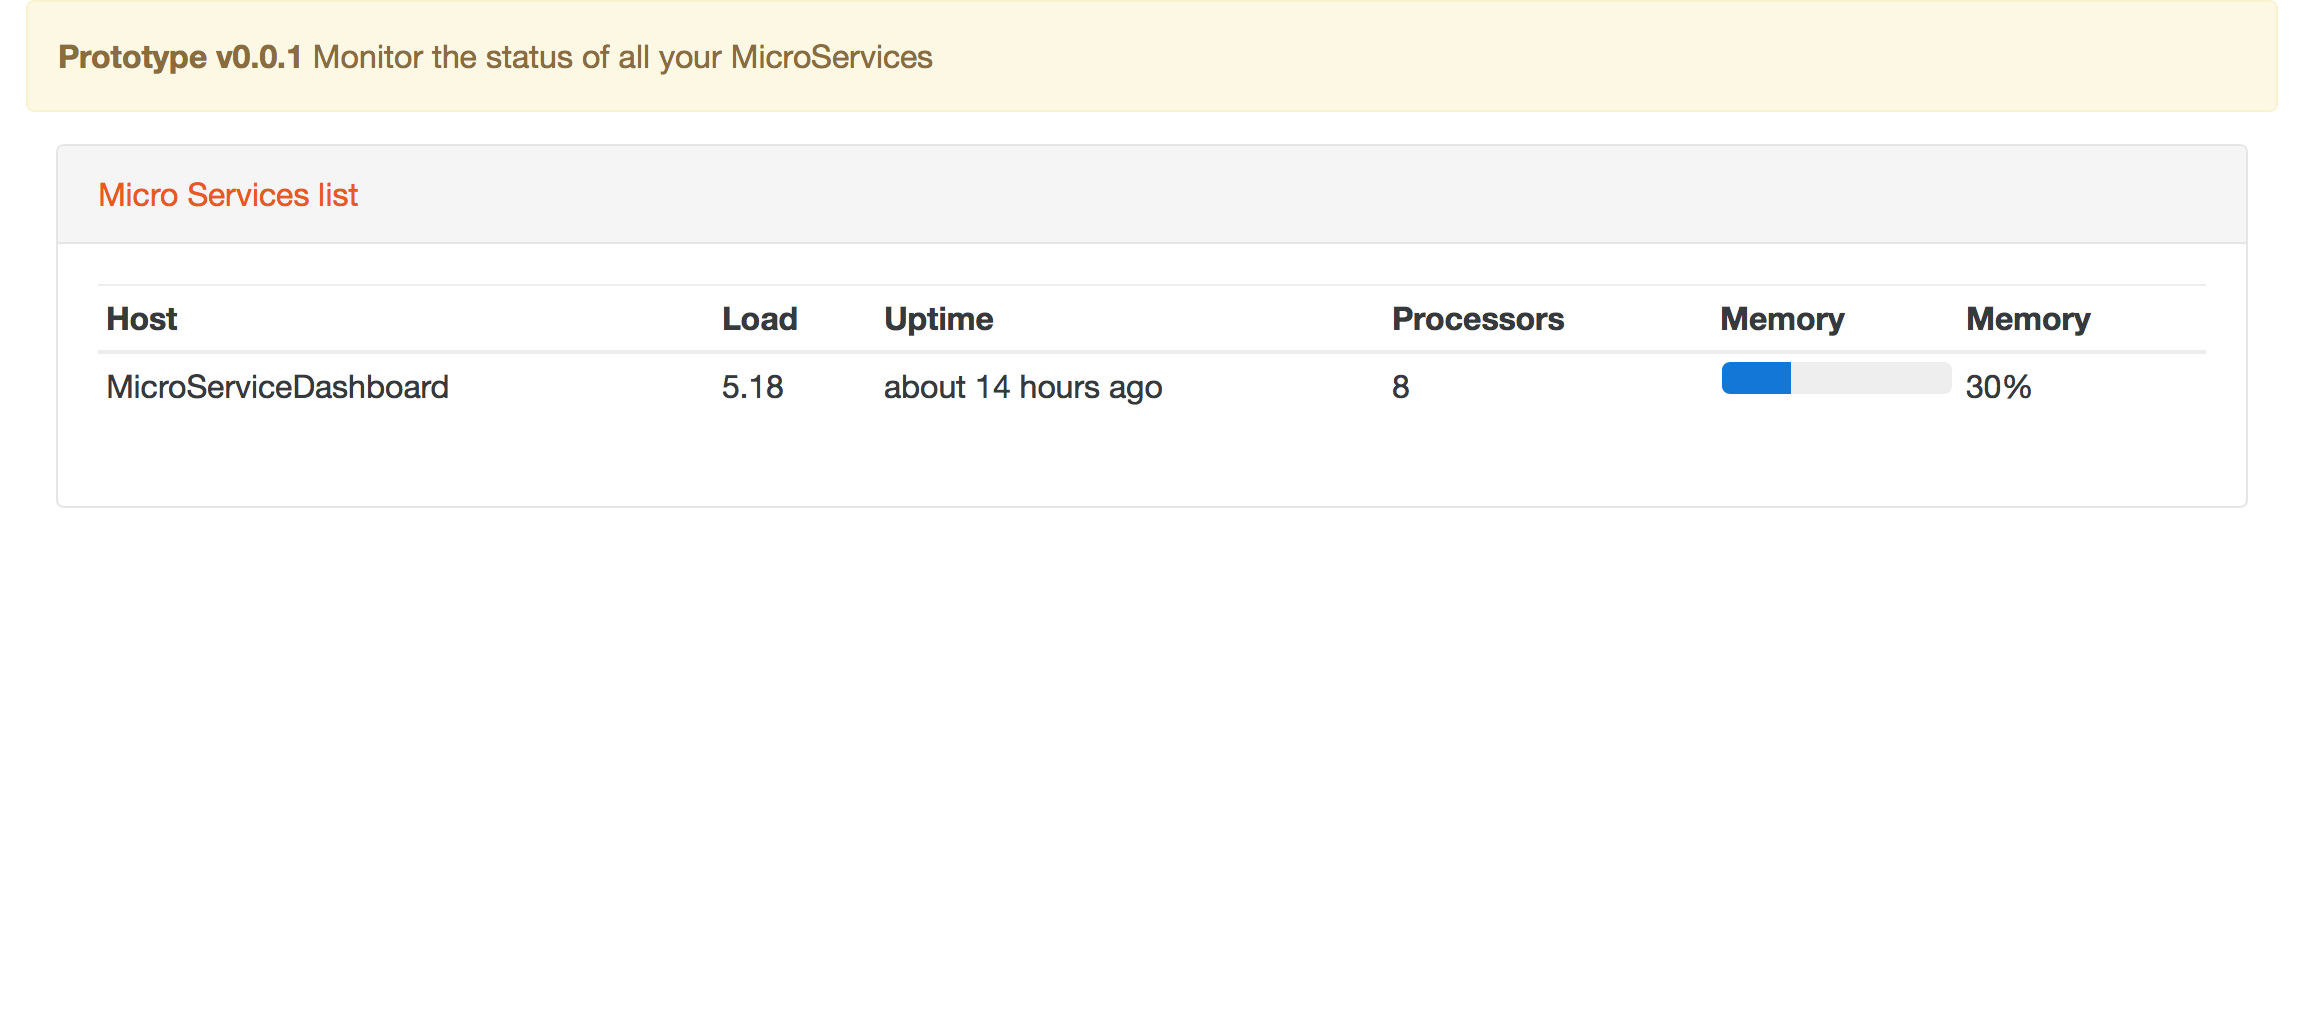 Prototype v0.0.1 Monitor the status of all your MicroServices
Micro Services list
Host Load Uptime Processors Memory Memory
MicroServiceDashboard 5.18 about 14 hours ago 8 30%